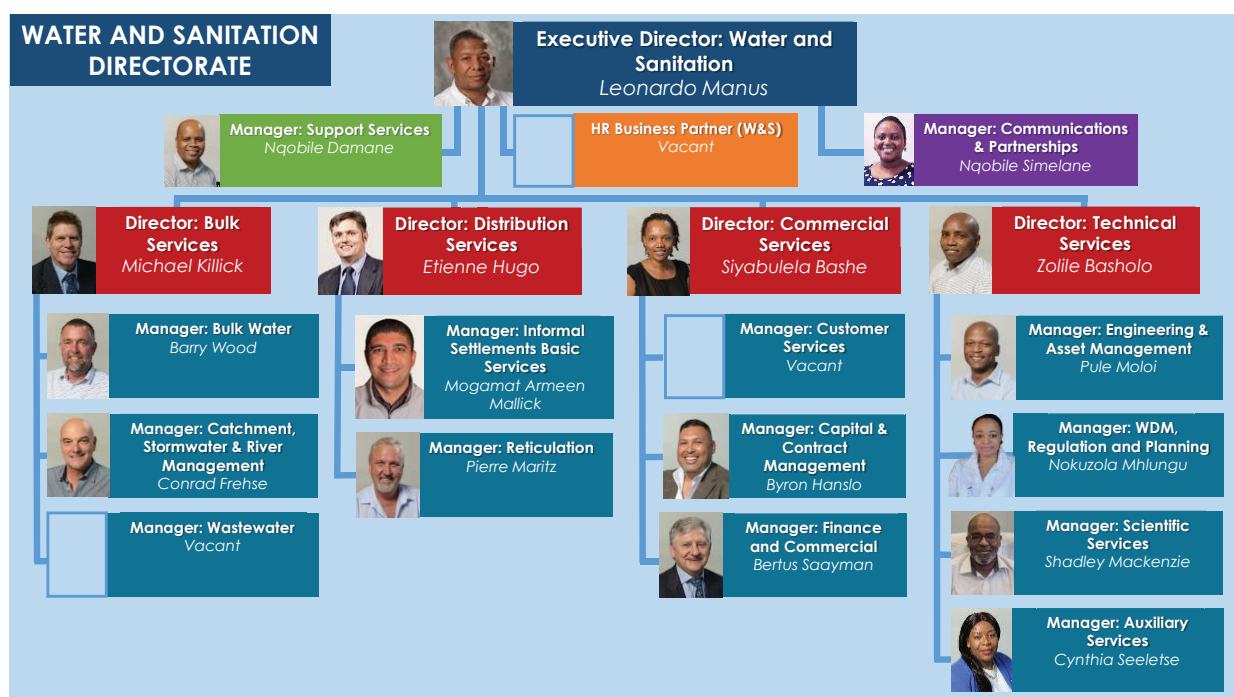 WATER AND SANITATION
DIRECTORATE
Executive Director: Water and
Sanitation
Leonardo Manus
Manager: Support Services
Nqobile Damane
HR Business Partner (W&S)
Vacant
Manager: Communications
& Partnerships
Nqobile Simelane
Director: Bulk
Services
Michael Killick
Director: Distribution
Services
Etienne Hugo
Director: Commercial
Services
Siyabulela Bashe
Director: Technical
Services
Zolile Basholo
Manager: Bulk Water
Barry Wood
Manager: Catchment,
Stormwater & River
Management
Conrad Frehse
Manager: Wastewater
Vacant
Manager: Informal
Settlements Basic
Services
Mogamat Armeen
Mallick
Manager: Reticulation
Pierre Maritz
Manager: Customer
Services
Vacant
Manager: Capital &
Contract
Management
Byron Hanslo
Manager: Finance
and Commercial
Bertus Saayman
Manager: Engineering &
Asset Management
Pule Moloi
Manager: WDM,
Regulation and Planning
Nokuzola Mhlungu
Manager: Scientific
Services
Shadley Mackenzie
Manager: Auxiliary
Services
Cynthia Seeletse